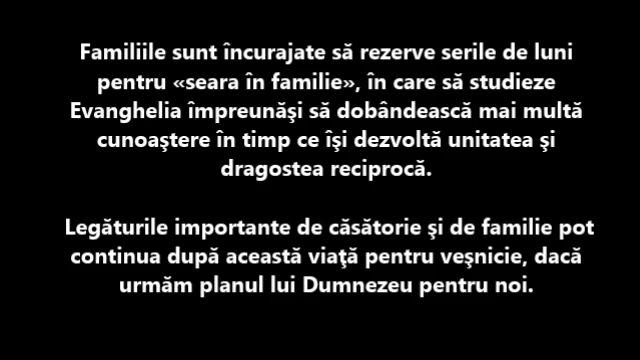 Familiile sunt încurajate să rezerve serile de luni
pentru «seara în familie», în care să studieze
Evanghelia împreunăşi să dobândească mai multă
cunoaştere în timp ce îşi dezvoltă unitatea şi
dragostea reciprocă.
Legăturile importante de căsătorie şi de familie pot
continua după această viaţă pentru veşnicie, dacă
urmăm planul lui Dumnezeu pentru noi.